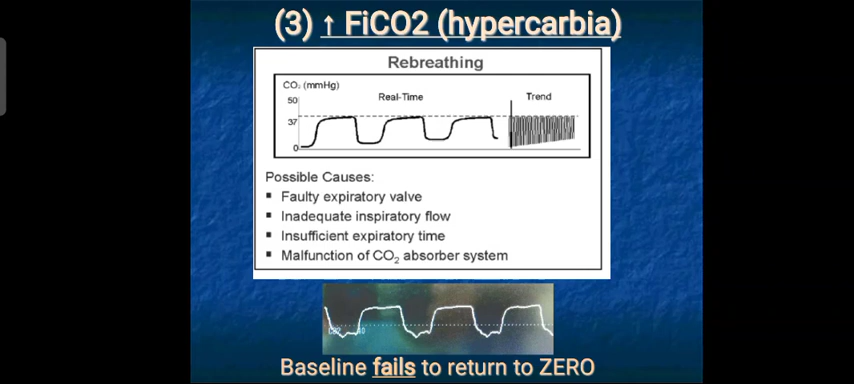 (3) ↑ FiCO2 (hypercarbia)
Rebreathing
CO₂ (mmHg)
Real-Time
Trend
50
37
0
Possible Causes:
▪ Faulty expiratory valve
▪ Inadequate inspiratory flow
▪ Insufficient expiratory time
▪ Malfunction of CO₂ absorber system
Baseline fails to return to ZERO